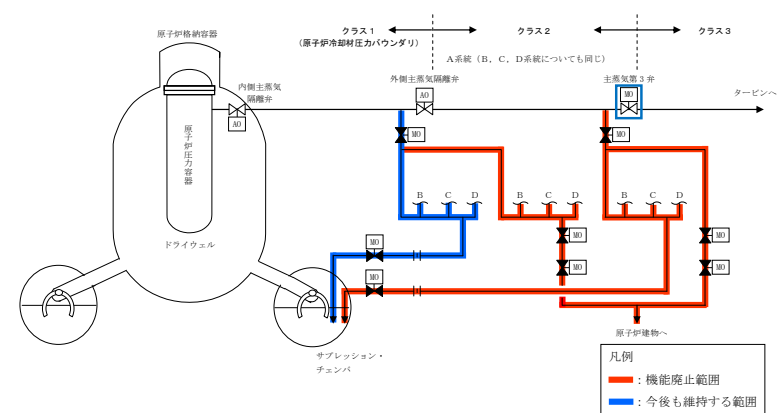 原子炉格納容器
クラス１
(原子炉冷却材圧力バウンダリ)
クラス２
クラス３
A系統（B，C，D系統についても同じ）
内側主蒸気
隔離弁
外側主蒸気隔離弁
主蒸気第３弁
タービンへ
AO
AO
MO
原子炉圧力容器
MO
MO
B
C
D
B
C
D
B
C
D
ドライウェル
MO
MO
MO
MO
MO
MO
サプレッション・
チェンバ
原子炉建物へ
凡例
：機能廃止範囲
：今後も維持する範囲